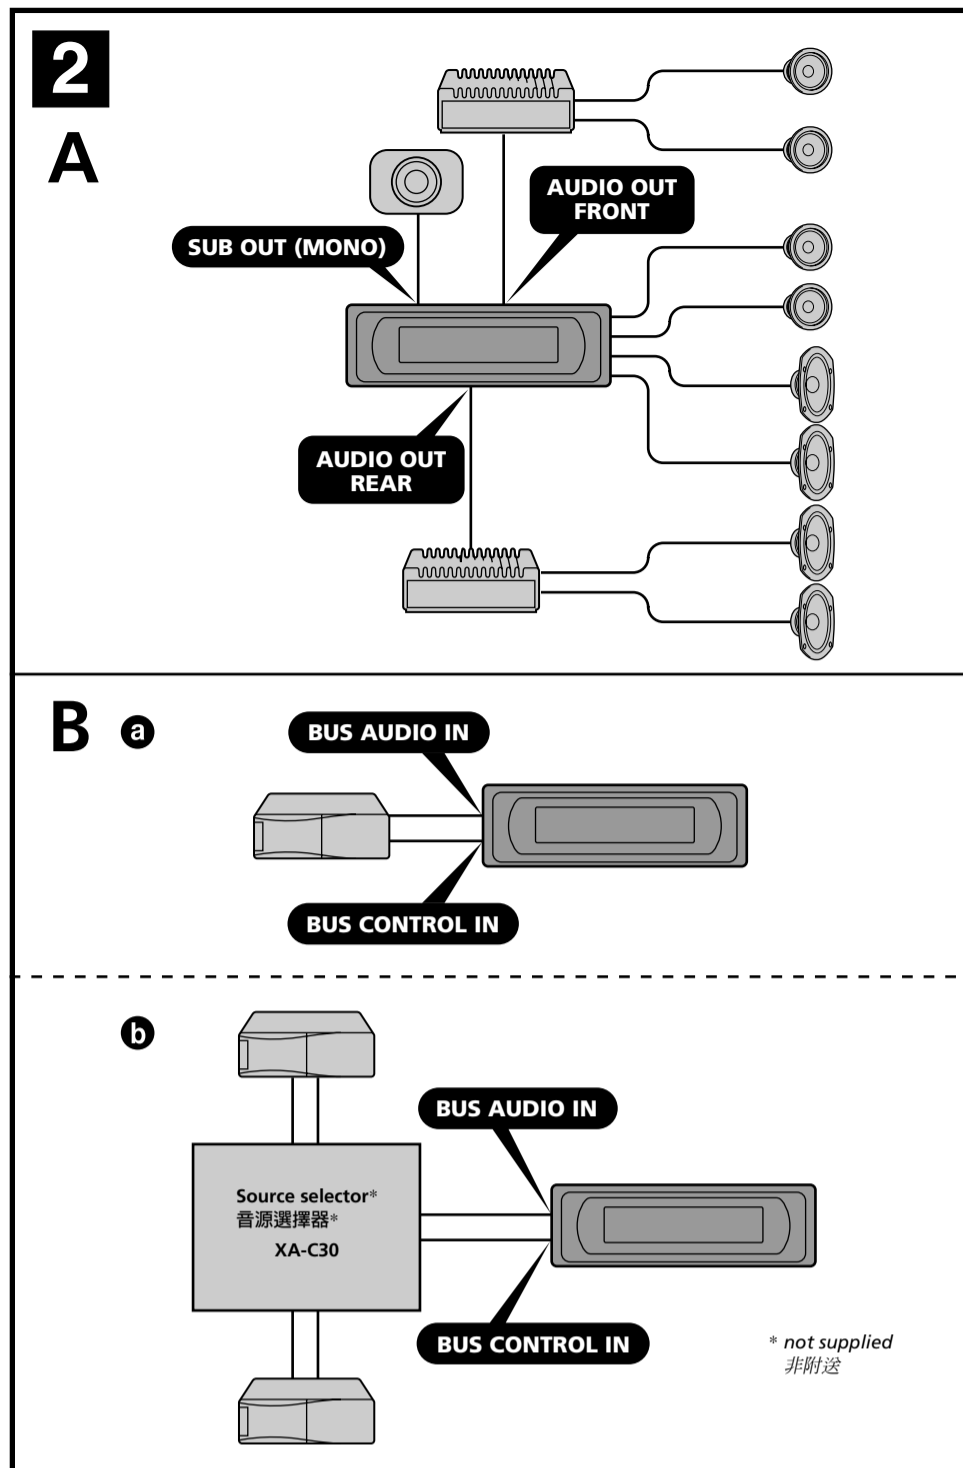 2
A
AUDIO OUT
FRONT
SUB OUT (MONO)
AUDIO OUT
REAR
B
a
BUS AUDIO IN
BUS CONTROL IN
b
BUS AUDIO IN
Source selector*
音源選擇器*
XA-C30
BUS CONTROL IN
* not supplied
非附送